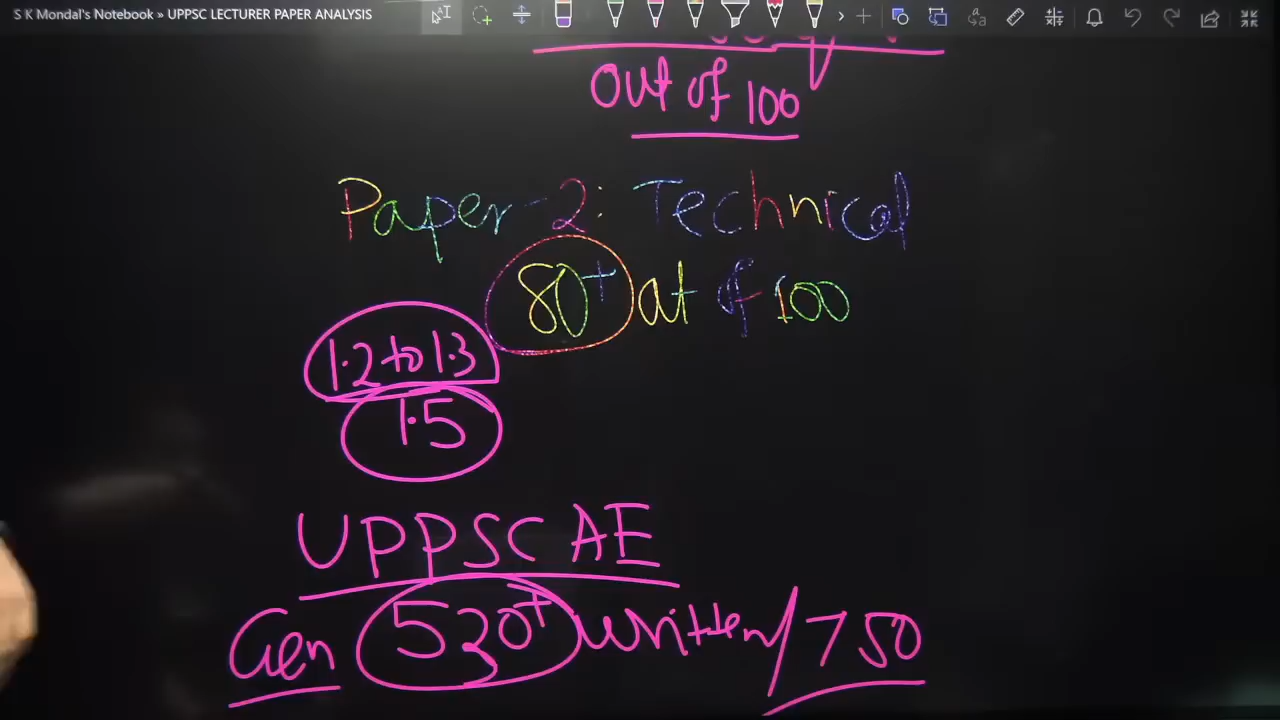 S K Mondal's Notebook » UPPSC LECTURER PAPER ANALYSIS
out of 100
Paper-2: Technical
80+ at of 100
1.2 to 1.3
1.5
UPPSC AE
Gen 530+ written/750